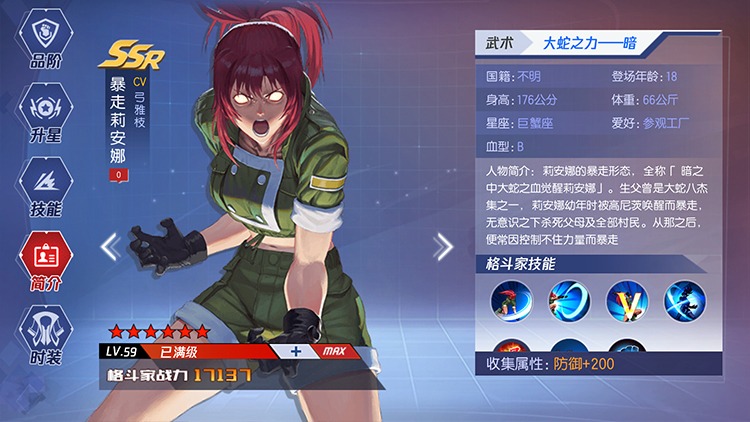 品阶
升星
技能
简介
时装
SSR
CV 弓雅枝
暴走莉安娜
0
LV.59 已满级 + MAX
格斗家战力 17137
武术 大蛇之力——暗
国籍:不明 登场年龄:18
身高:176公分 体重:66公斤
星座:巨蟹座 爱好:参观工厂
血型:B
人物简介:莉安娜的暴走形态，全称「暗之
中大蛇之血觉醒莉安娜」。生父曾是大蛇八杰
集之一，莉安娜幼年时被高尼茨唤醒而暴走，
无意识之下杀死父母及全部村民。从那之后，
便常因控制不住力量而暴走
格斗家技能
收集属性:防御+200